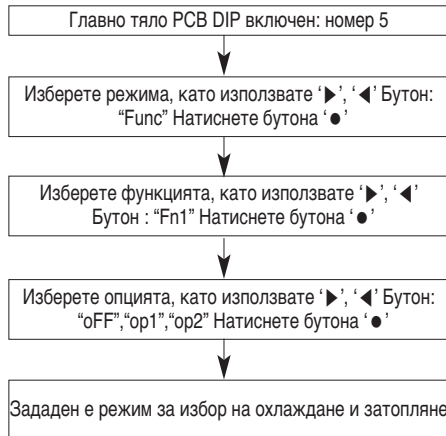 Главно тяло PCB DIP включен: номер 5
Изберете режима, като използвате ‘▶’, ‘◀’ Бутон:
“Func” Натиснете бутона ‘●’
Изберете функцията, като използвате ‘▶’, ‘◀’
Бутон : “Fn1” Натиснете бутона ‘●’
Изберете опцията, като използвате ‘▶’, ‘◀’ Бутон:
“oFF”,“op1”,“op2” Натиснете бутона ‘●’
Зададен е режим за избор на охлаждане и затопляне